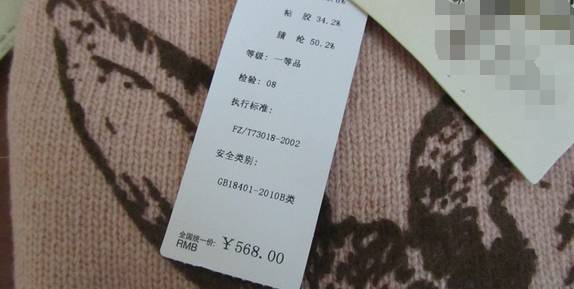 粘 胶 34.2%
腈 纶 50.2%
等级: 一等品
检验: 08
执行标准:
FZ/T73018-2002
安全类别:
GB18401-2010B类
全国统一价: ¥568.00
RMB